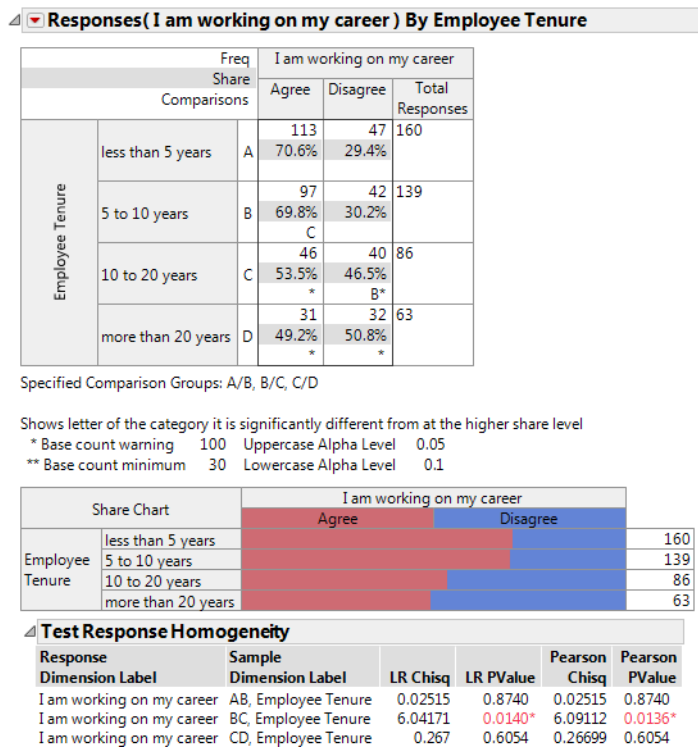 Responses( I am working on my career ) By Employee Tenure
Freq
Share
Comparisons
I am working on my career
Agree Disagree Total Responses
Employee Tenure
less than 5 years A 113 47 160
70.6% 29.4%
5 to 10 years B 97 42 139
69.8% 30.2%
C
10 to 20 years C 46 40 86
53.5% 46.5%
* B*
more than 20 years D 31 32 63
49.2% 50.8%
* *
Specified Comparison Groups: A/B, B/C, C/D
Shows letter of the category it is significantly different from at the higher share level
* Base count warning 100 Uppercase Alpha Level 0.05
** Base count minimum 30 Lowercase Alpha Level 0.1
Share Chart
I am working on my career
Agree Disagree
Employee Tenure
less than 5 years 160
5 to 10 years 139
10 to 20 years 86
more than 20 years 63
Test Response Homogeneity
Response Dimension Label Sample Dimension Label LR Chisq LR PValue Pearson Chisq Pearson PValue
I am working on my career AB, Employee Tenure 0.02515 0.8740 0.02515 0.8740
I am working on my career BC, Employee Tenure 6.04171 0.0140* 6.09112 0.0136*
I am working on my career CD, Employee Tenure 0.267 0.6054 0.26699 0.6054